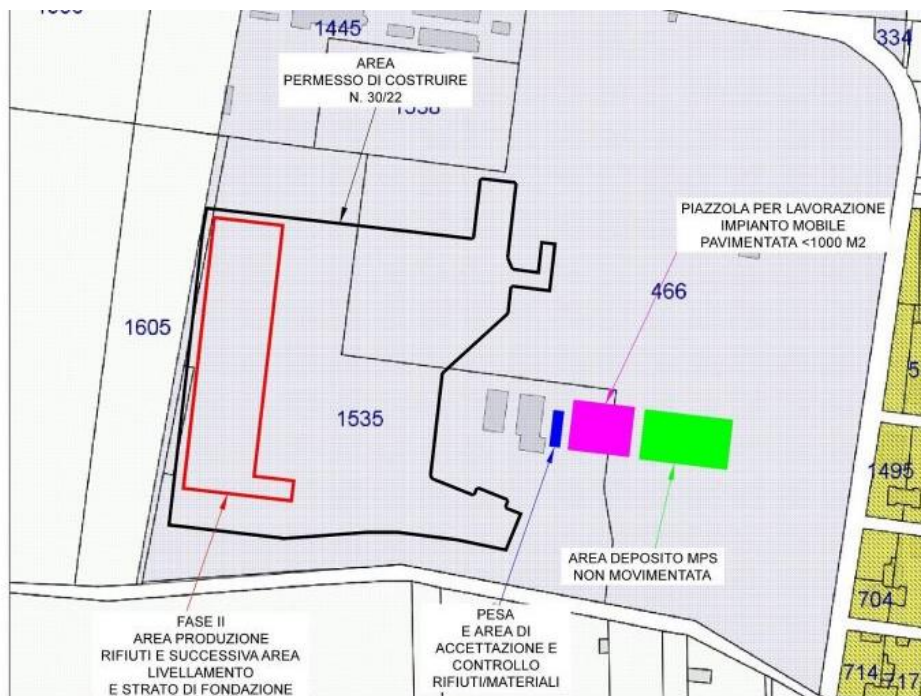 1445
334
AREA
PERMESSO DI COSTRUIRE
N. 30/22
PIAZZOLA PER LAVORAZIONE
IMPIANTO MOBILE
PAVIMENTATA <1000 M2
466
1605
1535
1495
AREA DEPOSITO MPS
NON MOVIMENTATA
704
FASE II
AREA PRODUZIONE
RIFIUTI E SUCCESSIVA AREA
LIVELLAMENTO
E STRATO DI FONDAZIONE
PESA
E AREA DI
ACCETTAZIONE E
CONTROLLO
RIFIUTI/MATERIALI
714
717